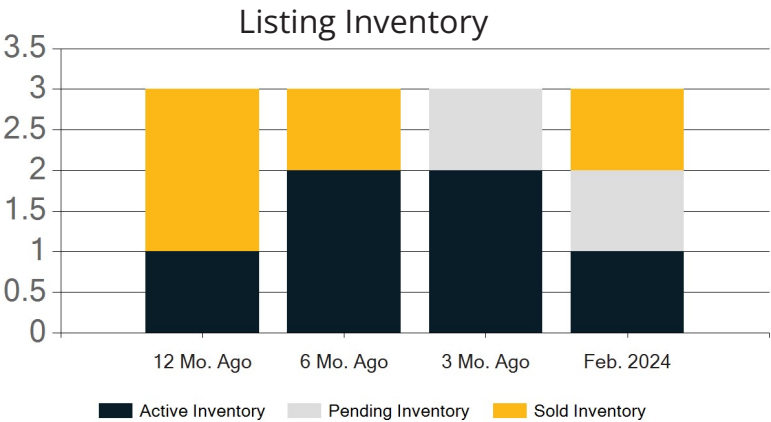 Listing Inventory
3.5
3
2.5
2
1.5
1
0.5
0
12 Mo. Ago 6 Mo. Ago 3 Mo. Ago Feb. 2024
Active Inventory Pending Inventory Sold Inventory